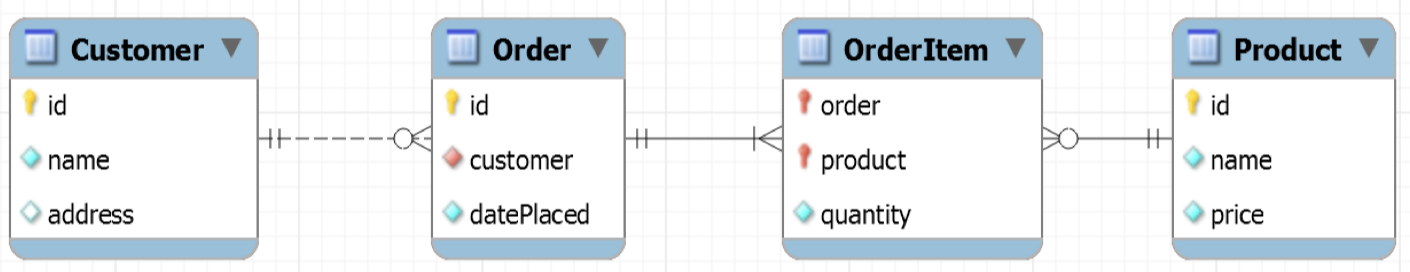 Customer
id
name
address
Order
id
customer
datePlaced
OrderItem
order
product
quantity
Product
id
name
price